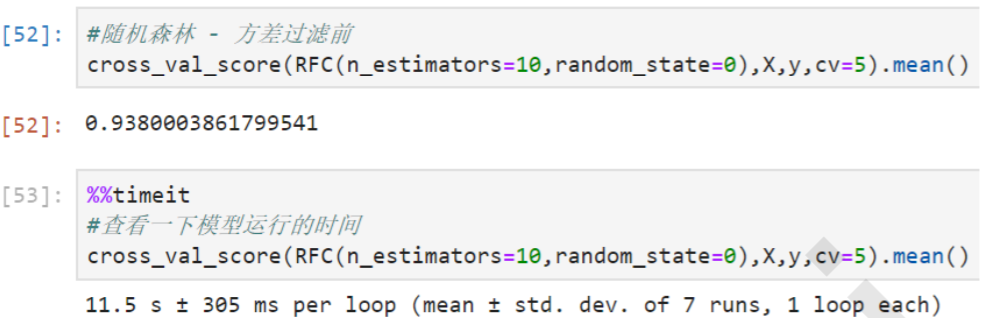 [52]: #随机森林 - 方差过滤前
cross_val_score(RFC(n_estimators=10,random_state=0),X,y,cv=5).mean()
[52]: 0.9380003861799541
[53]: %%timeit
#查看一下模型运行的时间
cross_val_score(RFC(n_estimators=10,random_state=0),X,y,cv=5).mean()
11.5 s ± 305 ms per loop (mean ± std. dev. of 7 runs, 1 loop each)